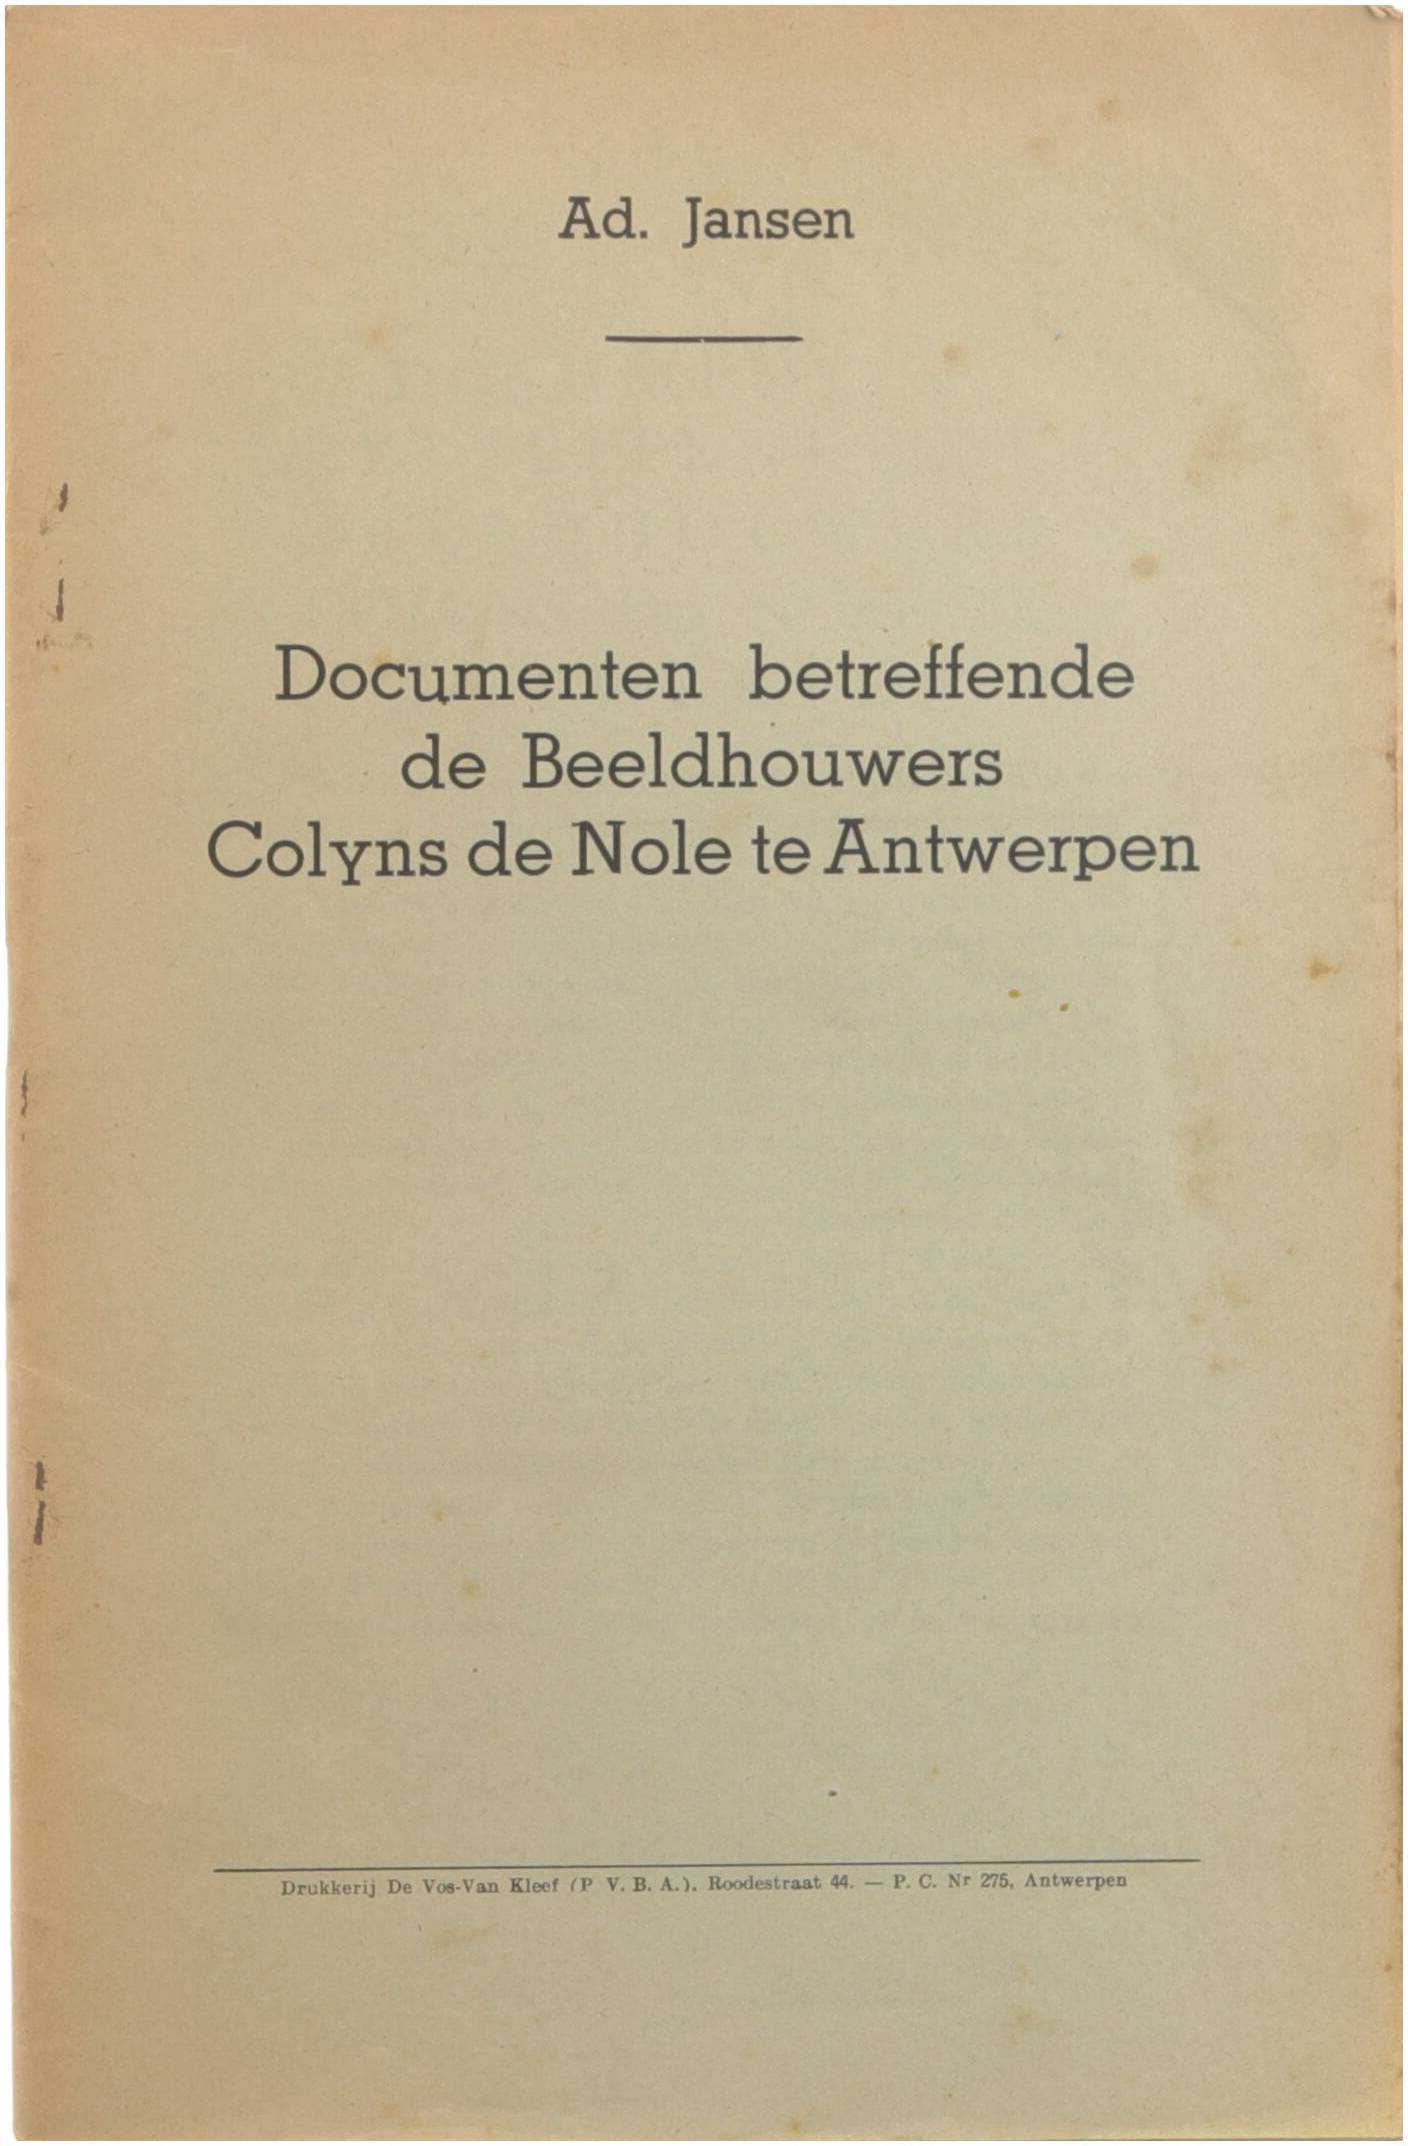 Ad. Jansen
Documenten betreffende
de Beeldhouwers
Colyns de Nole te Antwerpen
Drukkerij De Vos-Van Kleef (P V. B. A.), Roodestraat 44. — P. C. Nr 275, Antwerpen